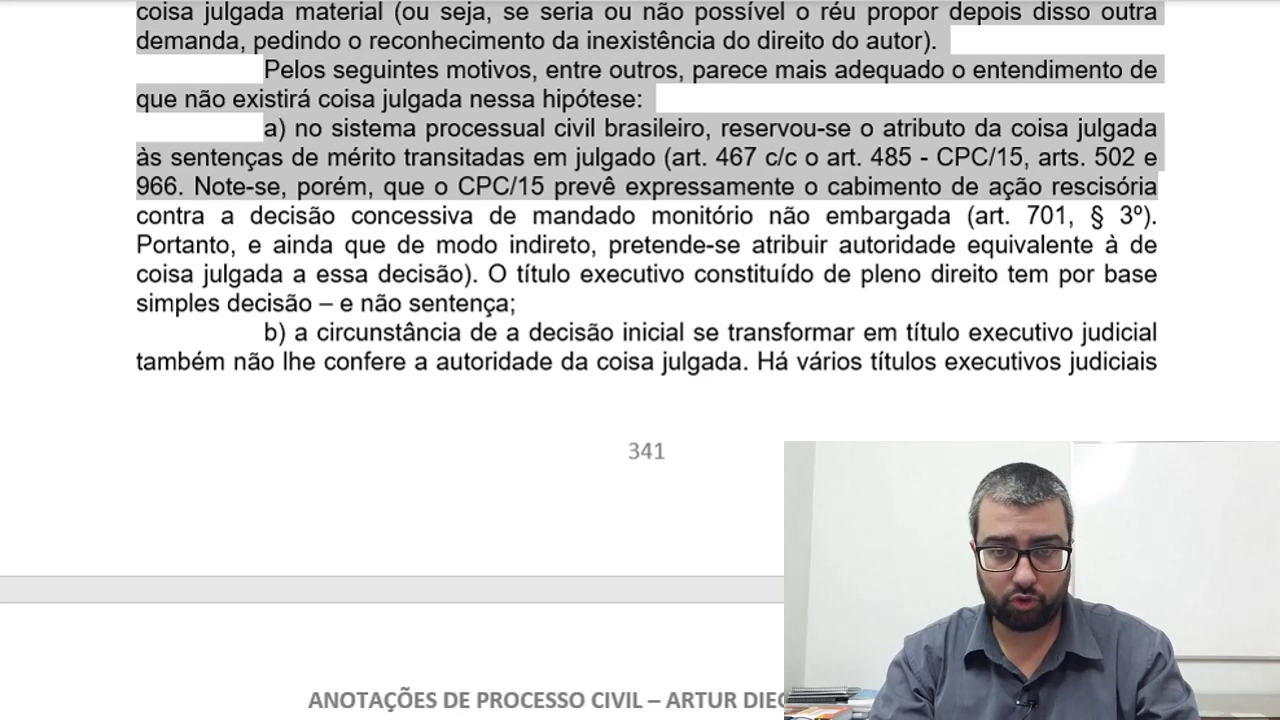 coisa julgada material (ou seja, se seria ou não possível o réu propor depois disso outra
demanda, pedindo o reconhecimento da inexistência do direito do autor).
Pelos seguintes motivos, entre outros, parece mais adequado o entendimento de
que não existirá coisa julgada nessa hipótese:
a) no sistema processual civil brasileiro, reservou-se o atributo da coisa julgada
às sentenças de mérito transitadas em julgado (art. 467 c/c o art. 485 - CPC/15, arts. 502 e
966. Note-se, porém, que o CPC/15 prevê expressamente o cabimento de ação rescisória
contra a decisão concessiva de mandado monitório não embargada (art. 701, § 3º).
Portanto, e ainda que de modo indireto, pretende-se atribuir autoridade equivalente à de
coisa julgada a essa decisão). O título executivo constituído de pleno direito tem por base
simples decisão – e não sentença;
b) a circunstância de a decisão inicial se transformar em título executivo judicial
também não lhe confere a autoridade da coisa julgada. Há vários títulos executivos judiciais
341
ANOTAÇÕES DE PROCESSO CIVIL – ARTUR